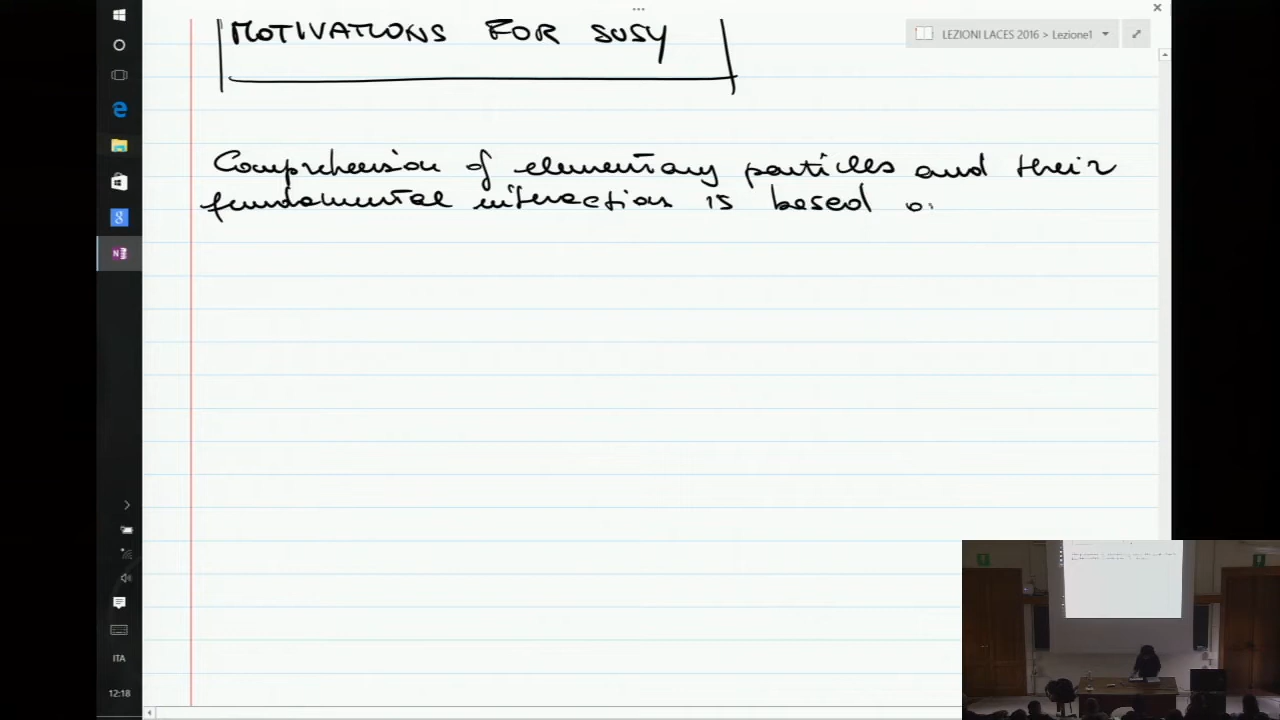 MOTIVATIONS FOR SUSY
LEZIONI LACES 2016 > Lezione1
Comprehension of elementary particles and their
fundamental interaction is based
ITA
12:18